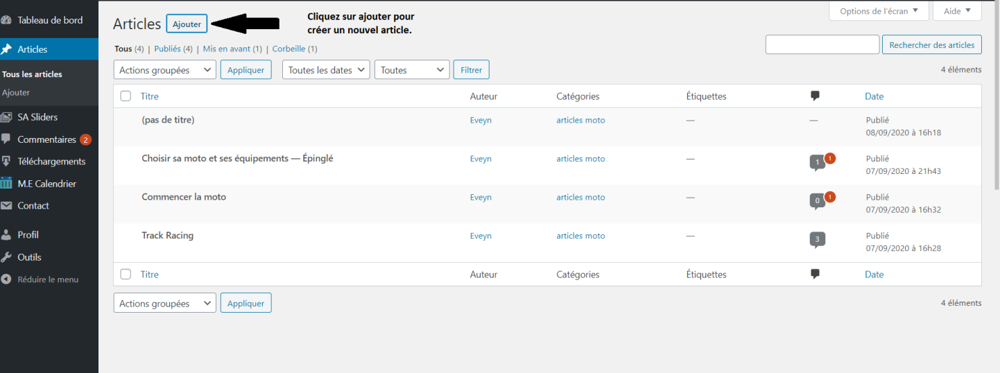 Tableau de bord
Articles
Tous les articles
Ajouter
SA Sliders
Commentaires 2
Téléchargements
M.E Calendrier
Contact
Profil
Outils
Réduire le menu
Options de l'écran ▼ Aide ▼
Articles Ajouter
Cliquez sur ajouter pour
créer un nouvel article.
Tous (4) | Publiés (4) | Mis en avant (1) | Corbeille (1)
Rechercher des articles
Actions groupées Appliquer Toutes les dates Toutes Filtrer
4 éléments
Titre Auteur Catégories Étiquettes Date
(pas de titre) Eveyn articles moto — — Publié
08/09/2020 à 16h18
Choisir sa moto et ses équipements — Épinglé Eveyn articles moto — 1 1 Publié
07/09/2020 à 21h43
Commencer la moto Eveyn articles moto — 0 1 Publié
07/09/2020 à 16h32
Track Racing Eveyn articles moto — 3 Publié
07/09/2020 à 16h28
Titre Auteur Catégories Étiquettes Date
Actions groupées Appliquer
4 éléments